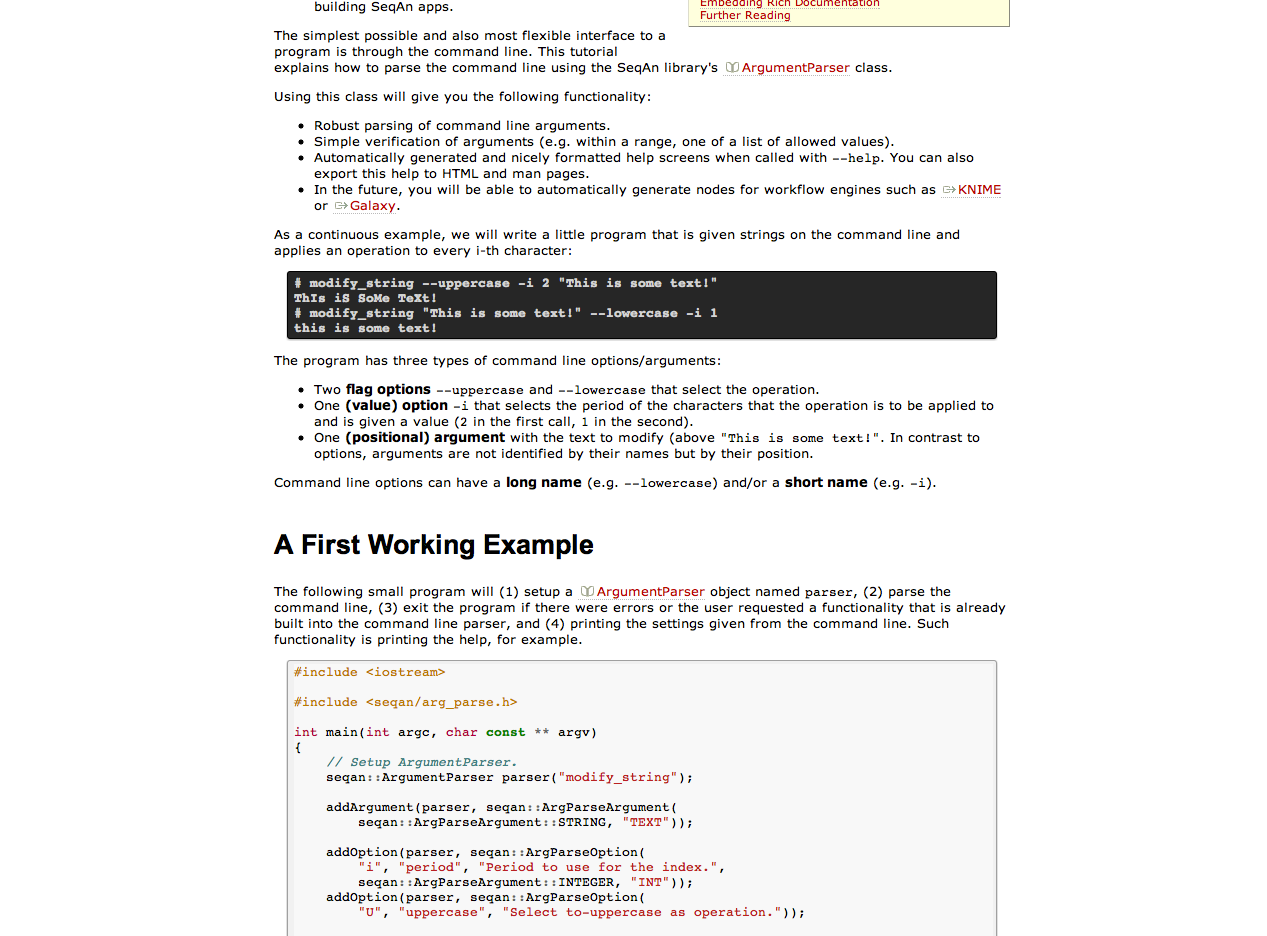 building SeqAn apps.
Embedding Rich Documentation
Further Reading
The simplest possible and also most flexible interface to a
program is through the command line. This tutorial
explains how to parse the command line using the SeqAn library's ArgumentParser class.
Using this class will give you the following functionality:
• Robust parsing of command line arguments.
• Simple verification of arguments (e.g. within a range, one of a list of allowed values).
• Automatically generated and nicely formatted help screens when called with --help. You can also
export this help to HTML and man pages.
• In the future, you will be able to automatically generate nodes for workflow engines such as KNIME
or Galaxy.
As a continuous example, we will write a little program that is given strings on the command line and
applies an operation to every i-th character:
# modify_string --uppercase -i 2 "This is some text!"
ThIs iS SoMe TeXt!
# modify_string "This is some text!" --lowercase -i 1
this is some text!
The program has three types of command line options/arguments:
• Two flag options --uppercase and --lowercase that select the operation.
• One (value) option -i that selects the period of the characters that the operation is to be applied to
and is given a value (2 in the first call, 1 in the second).
• One (positional) argument with the text to modify (above "This is some text!". In contrast to
options, arguments are not identified by their names but by their position.
Command line options can have a long name (e.g. --lowercase) and/or a short name (e.g. -i).
A First Working Example
The following small program will (1) setup a ArgumentParser object named parser, (2) parse the
command line, (3) exit the program if there were errors or the user requested a functionality that is already
built into the command line parser, and (4) printing the settings given from the command line. Such
functionality is printing the help, for example.
#include <iostream>
#include <seqan/arg_parse.h>
int main(int argc, char const ** argv)
{
// Setup ArgumentParser.
seqan::ArgumentParser parser("modify_string");
addArgument(parser, seqan::ArgParseArgument(
seqan::ArgParseArgument::STRING, "TEXT"));
addOption(parser, seqan::ArgParseOption(
"i", "period", "Period to use for the index.",
seqan::ArgParseArgument::INTEGER, "INT"));
addOption(parser, seqan::ArgParseOption(
"U", "uppercase", "Select to-uppercase as operation."));